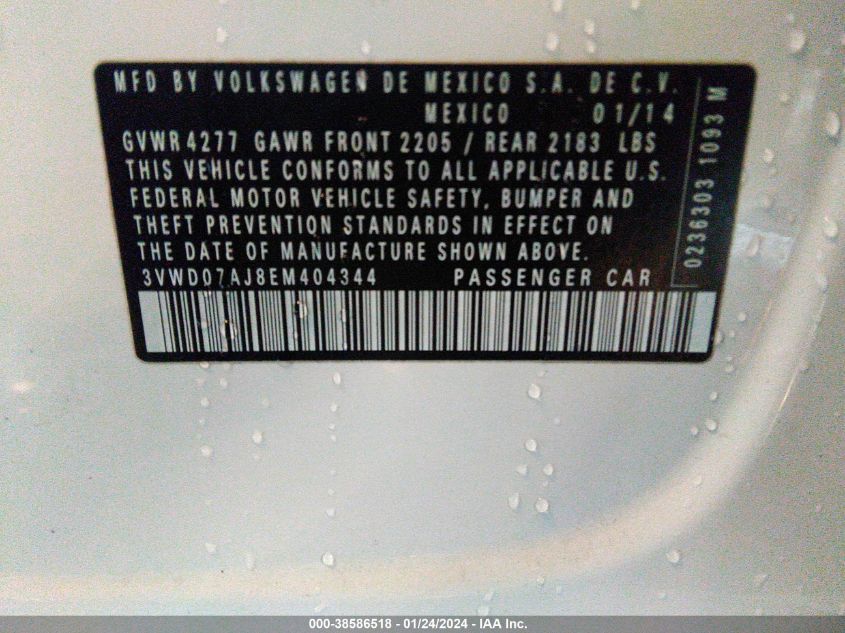 MFD BY VOLKSWAGEN DE MEXICO S.A. DE C.V.
MEXICO 01/14
GVWR 4277 GAWR FRONT 2205 / REAR 2183 LBS
THIS VEHICLE CONFORMS TO ALL APPLICABLE U.S.
FEDERAL MOTOR VEHICLE SAFETY, BUMPER AND
THEFT PREVENTION STANDARDS IN EFFECT ON
THE DATE OF MANUFACTURE SHOWN ABOVE.
3VWD07AJ8EM404344 PASSENGER CAR
0236303 1093 M
000-38586518 - 01/24/2024 - IAA Inc.